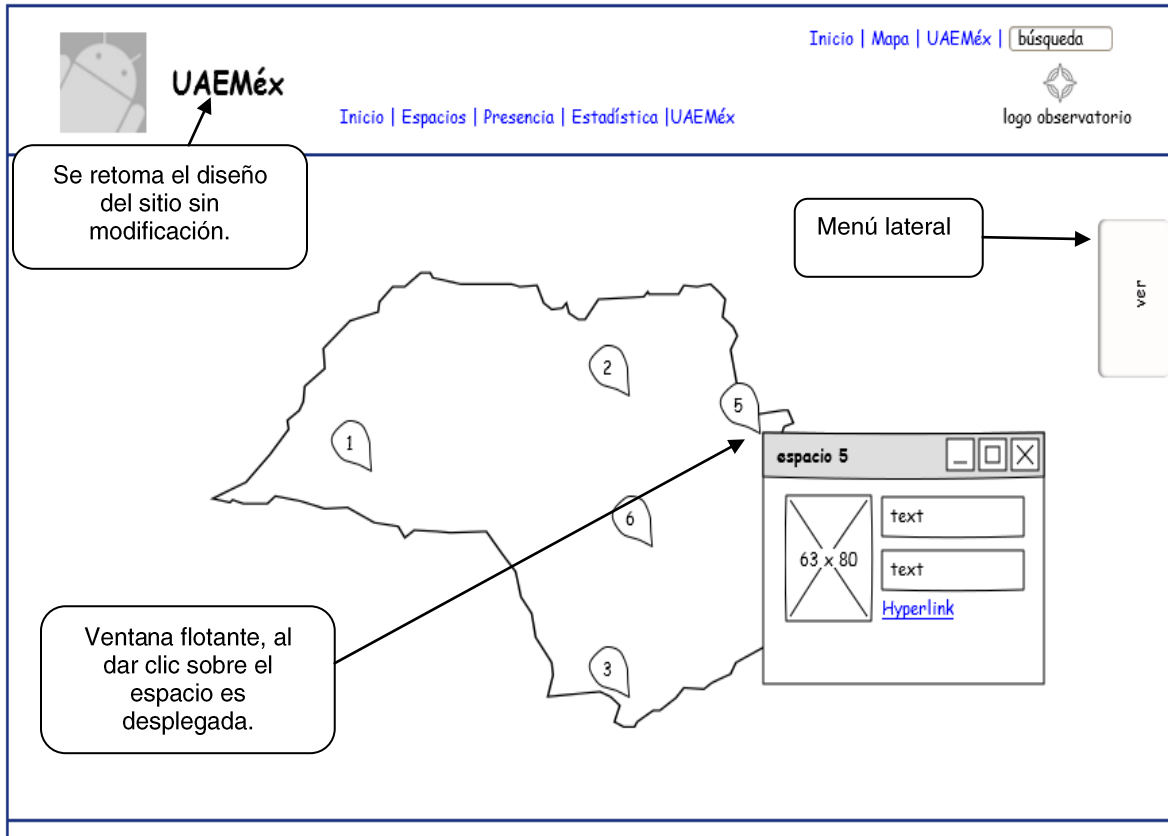 Inicio | Mapa | UAEMéx | búsqueda
UAEMéx
Inicio | Espacios | Presencia | Estadística |UAEMéx
logo observatorio
Se retoma el diseño
del sitio sin
modificación.
Menú lateral
ver
2
5
1
espacio 5
6
text
63 x 80
text
Hyperlink
Ventana flotante, al
dar clic sobre el
espacio es
desplegada.
3